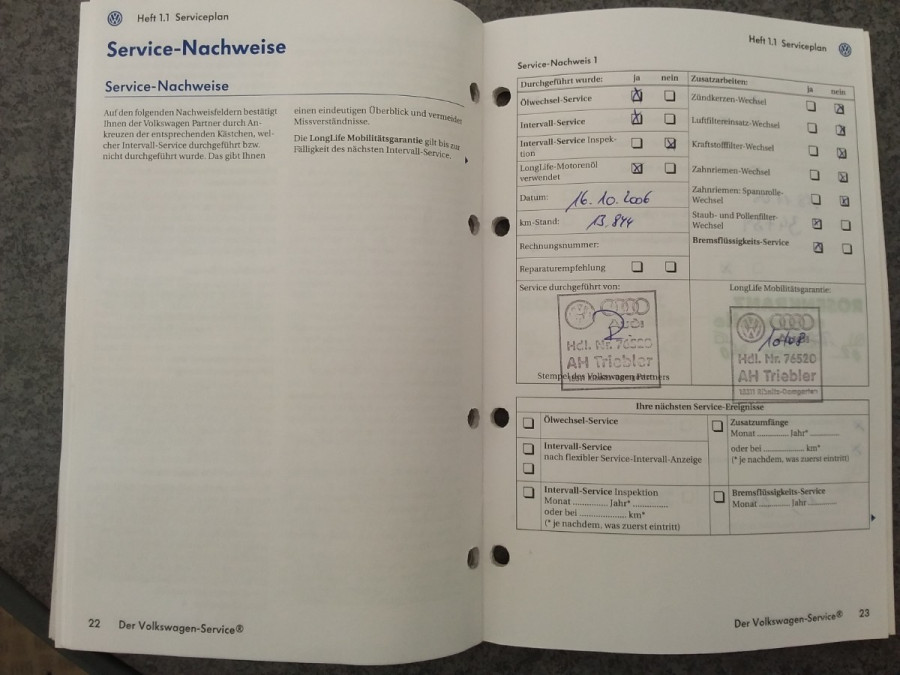 Heft 1.1 Serviceplan
Service-Nachweise
Service-Nachweise
Auf den folgenden Nachweisfeldern bestätigt
Ihnen der Volkswagen Partner durch An-
kreuzen der entsprechenden Kästchen, wel-
cher Intervall-Service durchgeführt bzw.
nicht durchgeführt wurde. Das gibt Ihnen
einen eindeutigen Überblick und vermeidet
Missverständnisse.
Die LongLife Mobilitätsgarantie gilt bis zur
Fälligkeit des nächsten Intervall-Service.
22 Der Volkswagen-Service®
Heft 1.1 Serviceplan
Service-Nachweis 1
Durchgeführt wurde: ja nein
Ölwechsel-Service
Intervall-Service
Intervall-Service Inspek-
tion
LongLife-Motorenöl
verwendet
Datum: 16.10.2006
km-Stand: 13.844
Rechnungsnummer:
Reparaturempfehlung
Zusatzarbeiten: ja nein
Zündkerzen-Wechsel
Luftfiltereinsatz-Wechsel
Kraftstofffilter-Wechsel
Zahnriemen-Wechsel
Zahnriemen: Spannrolle-
Wechsel
Staub- und Pollenfilter-
Wechsel
Bremsflüssigkeits-Service
Service durchgeführt von:
Audi
Hdl. Nr. 76520
AH Triebler
Stempel des Volkswagen Partners
LongLife Mobilitätsgarantie:
10/08
Hdl. Nr. 76520
AH Triebler
Ihre nächsten Service-Ereignisse
Ölwechsel-Service
Intervall-Service
nach flexibler Service-Intervall-Anzeige
Intervall-Service Inspektion
Monat ............ Jahr* ............
oder bei ................ km*
(* je nachdem, was zuerst eintritt)
Zusatzumfänge
Monat ............ Jahr* ............
oder bei ................ km*
(* je nachdem, was zuerst eintritt)
Bremsflüssigkeits-Service
Monat ............ Jahr ............
Der Volkswagen-Service® 23